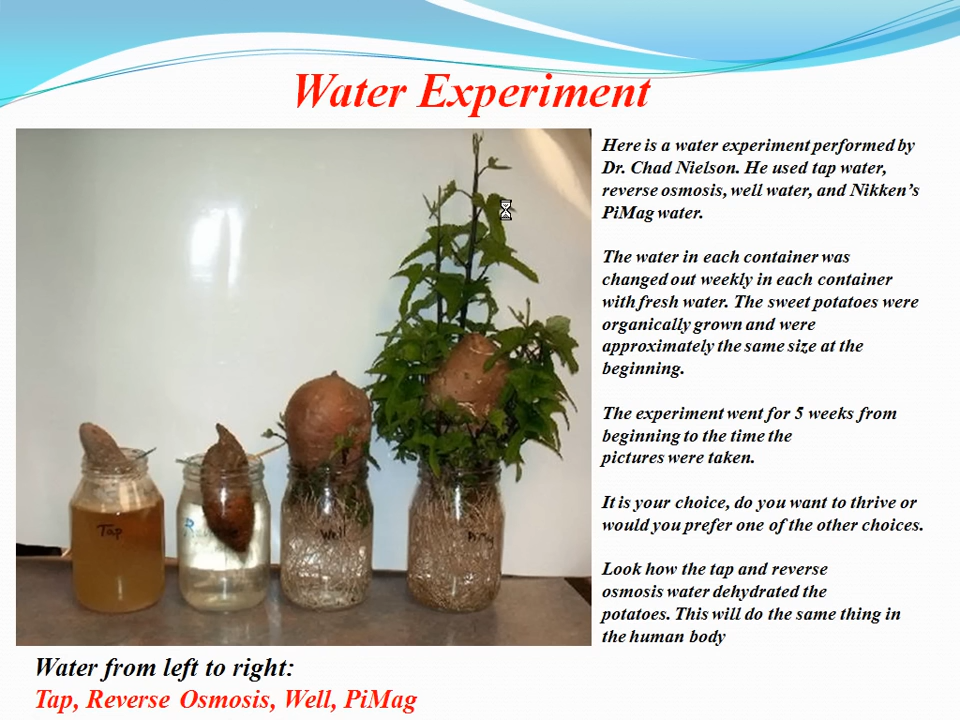 Water Experiment
Here is a water experiment performed by
Dr. Chad Nielson. He used tap water,
reverse osmosis, well water, and Nikken's
PiMag water.
The water in each container was
changed out weekly in each container
with fresh water. The sweet potatoes were
organically grown and were
approximately the same size at the
beginning.
The experiment went for 5 weeks from
beginning to the time the
pictures were taken.
It is your choice, do you want to thrive or
would you prefer one of the other choices.
Look how the tap and reverse
osmosis water dehydrated the
potatoes. This will do the same thing in
the human body
Tap
Well
PiMag
Water from left to right:
Tap, Reverse Osmosis, Well, PiMag